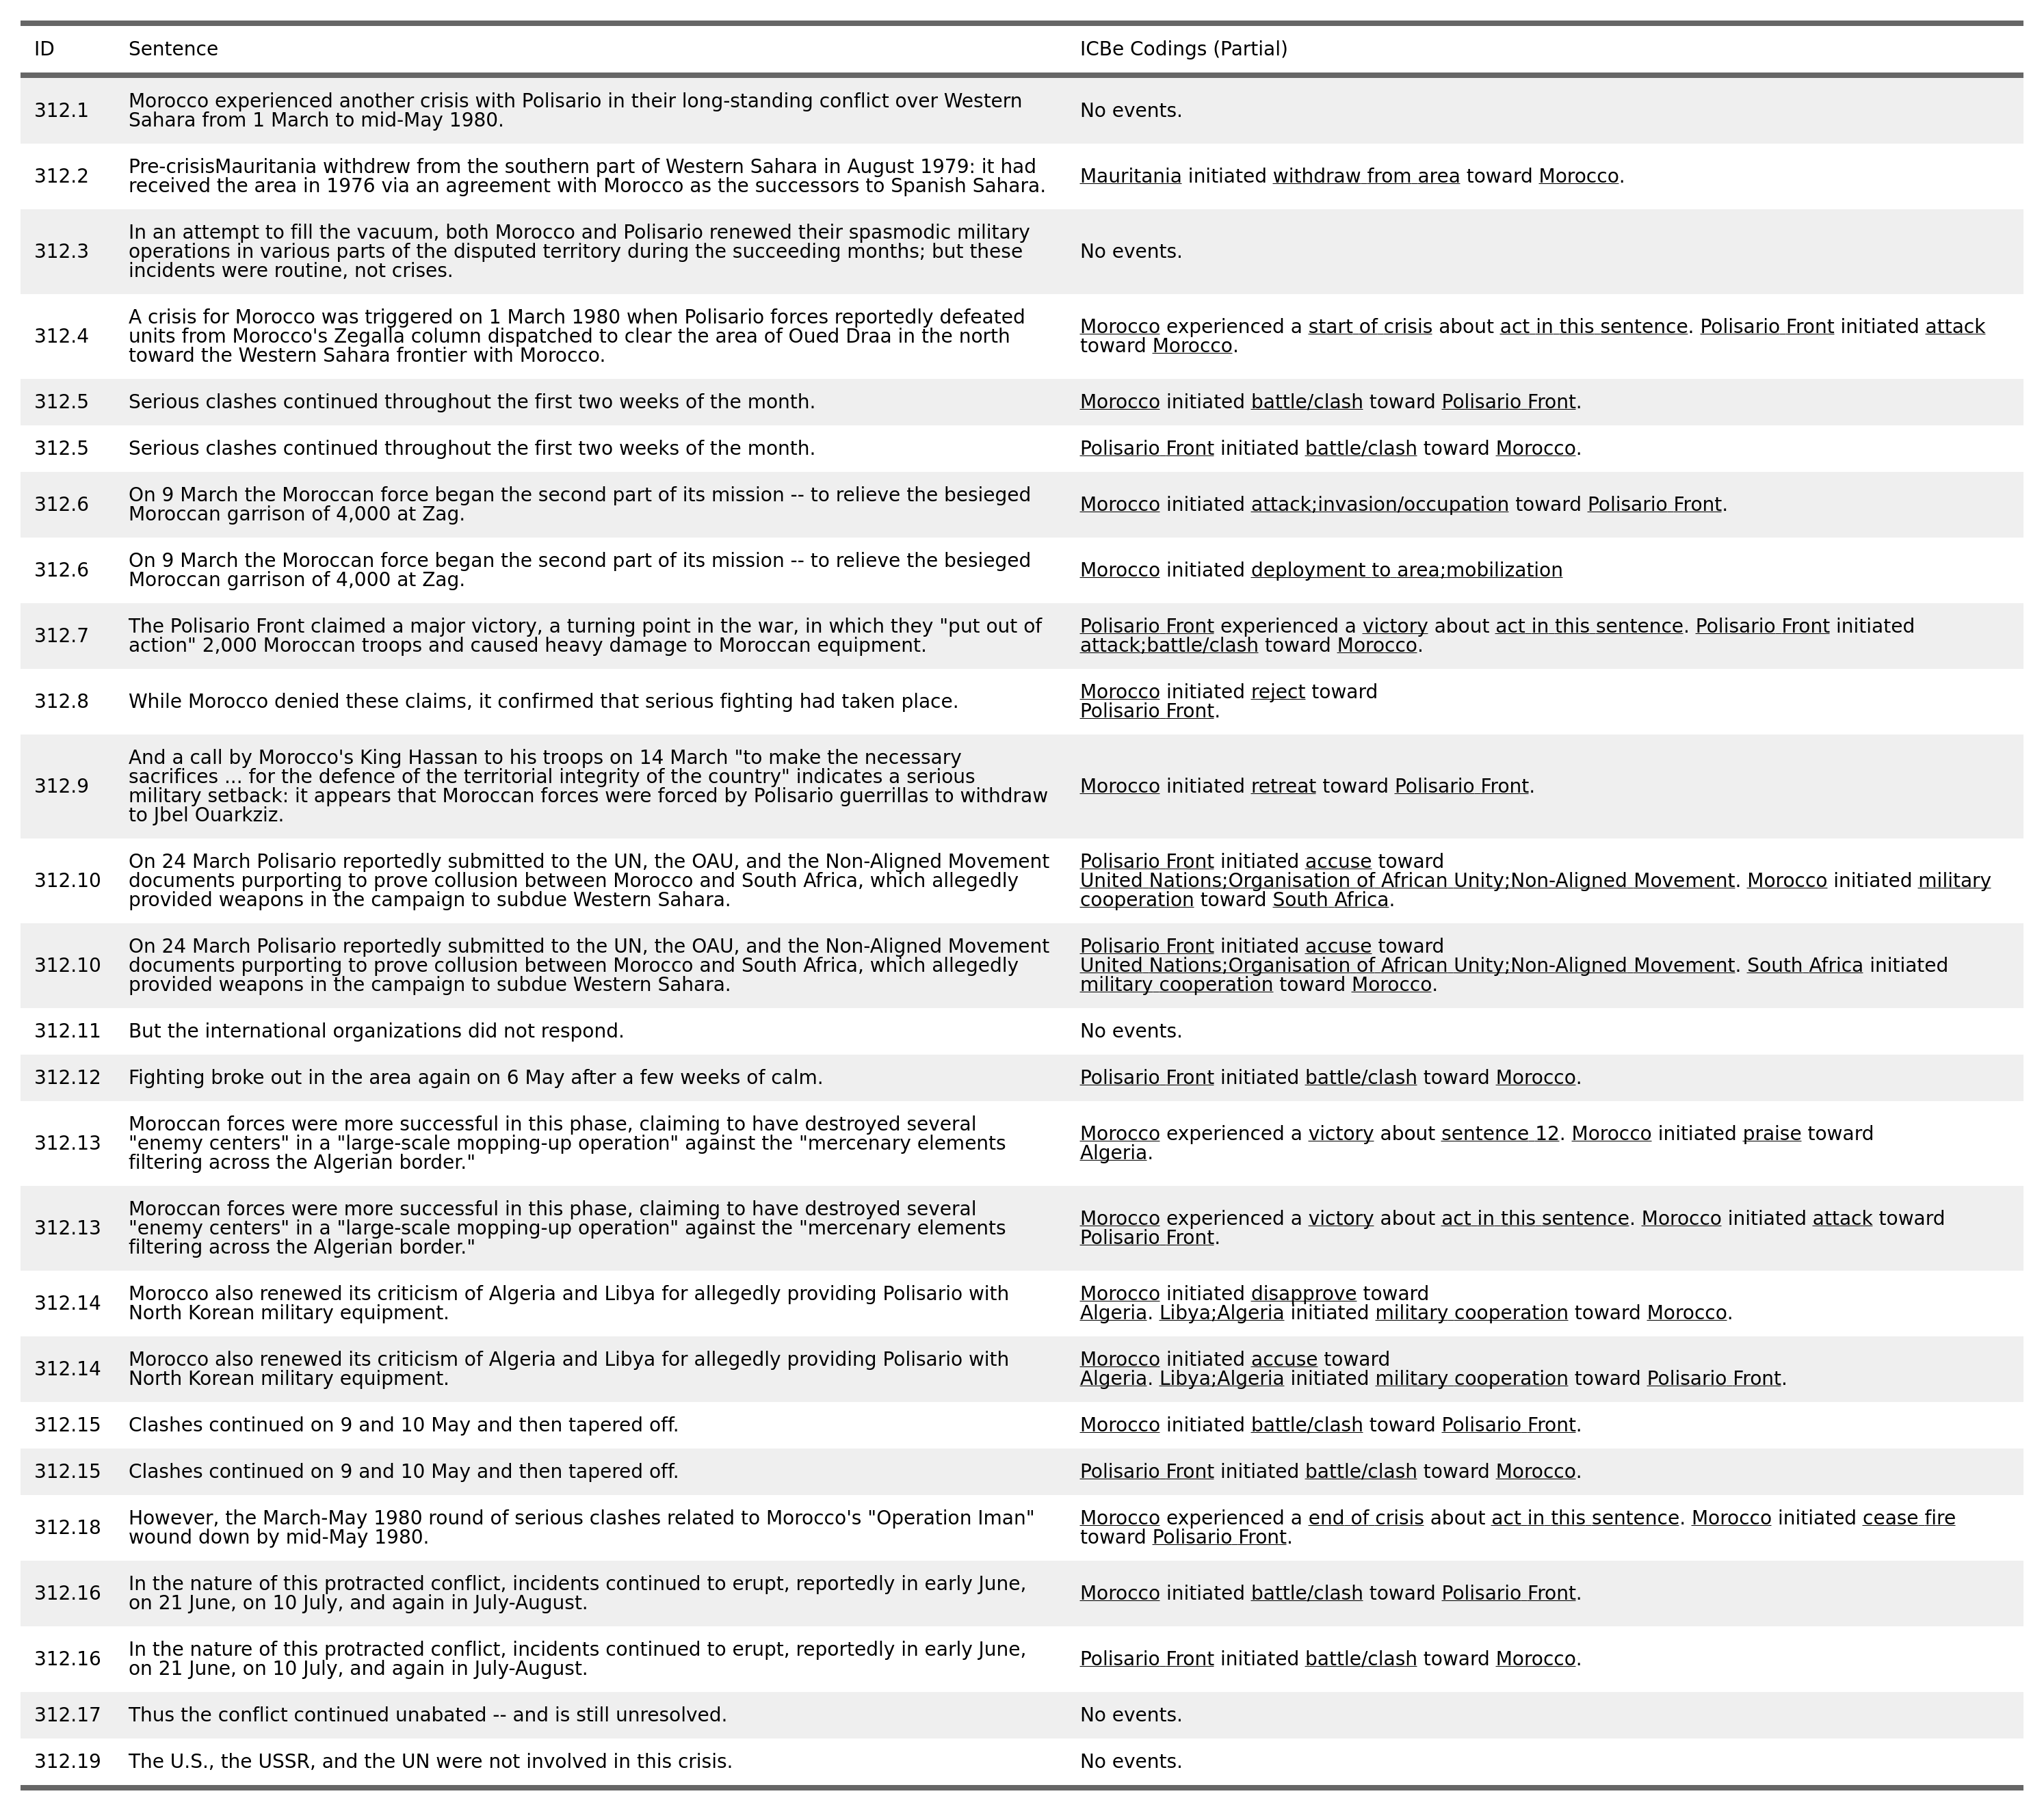 ID Sentence ICBe Codings (Partial)
312.1 Morocco experienced another crisis with Polisario in their long-standing conflict over Western
Sahara from 1 March to mid-May 1980.
No events.
312.2 Pre-crisisMauritania withdrew from the southern part of Western Sahara in August 1979: it had
received the area in 1976 via an agreement with Morocco as the successors to Spanish Sahara.
Mauritania initiated withdraw from area toward Morocco.
312.3 In an attempt to fill the vacuum, both Morocco and Polisario renewed their spasmodic military
operations in various parts of the disputed territory during the succeeding months; but these
incidents were routine, not crises.
No events.
312.4 A crisis for Morocco was triggered on 1 March 1980 when Polisario forces reportedly defeated
units from Morocco's Zegalla column dispatched to clear the area of Oued Draa in the north
toward the Western Sahara frontier with Morocco.
Morocco experienced a start of crisis about act in this sentence. Polisario Front initiated attack
toward Morocco.
312.5 Serious clashes continued throughout the first two weeks of the month.
Morocco initiated battle/clash toward Polisario Front.
312.5 Serious clashes continued throughout the first two weeks of the month.
Polisario Front initiated battle/clash toward Morocco.
312.6 On 9 March the Moroccan force began the second part of its mission -- to relieve the besieged
Moroccan garrison of 4,000 at Zag.
Morocco initiated attack;invasion/occupation toward Polisario Front.
312.6 On 9 March the Moroccan force began the second part of its mission -- to relieve the besieged
Moroccan garrison of 4,000 at Zag.
Morocco initiated deployment to area;mobilization
312.7 The Polisario Front claimed a major victory, a turning point in the war, in which they "put out of
action" 2,000 Moroccan troops and caused heavy damage to Moroccan equipment.
Polisario Front experienced a victory about act in this sentence. Polisario Front initiated
attack;battle/clash toward Morocco.
312.8 While Morocco denied these claims, it confirmed that serious fighting had taken place.
Morocco initiated reject toward
Polisario Front.
312.9 And a call by Morocco's King Hassan to his troops on 14 March "to make the necessary
sacrifices ... for the defence of the territorial integrity of the country" indicates a serious
military setback: it appears that Moroccan forces were forced by Polisario guerrillas to withdraw
to Jbel Ouarkziz.
Morocco initiated retreat toward Polisario Front.
312.10 On 24 March Polisario reportedly submitted to the UN, the OAU, and the Non-Aligned Movement
documents purporting to prove collusion between Morocco and South Africa, which allegedly
provided weapons in the campaign to subdue Western Sahara.
Polisario Front initiated accuse toward
United Nations;Organisation of African Unity;Non-Aligned Movement. Morocco initiated military
cooperation toward South Africa.
312.10 On 24 March Polisario reportedly submitted to the UN, the OAU, and the Non-Aligned Movement
documents purporting to prove collusion between Morocco and South Africa, which allegedly
provided weapons in the campaign to subdue Western Sahara.
Polisario Front initiated accuse toward
United Nations;Organisation of African Unity;Non-Aligned Movement. South Africa initiated
military cooperation toward Morocco.
312.11 But the international organizations did not respond.
No events.
312.12 Fighting broke out in the area again on 6 May after a few weeks of calm.
Polisario Front initiated battle/clash toward Morocco.
312.13 Moroccan forces were more successful in this phase, claiming to have destroyed several
"enemy centers" in a "large-scale mopping-up operation" against the "mercenary elements
filtering across the Algerian border."
Morocco experienced a victory about sentence 12. Morocco initiated praise toward
Algeria.
312.13 Moroccan forces were more successful in this phase, claiming to have destroyed several
"enemy centers" in a "large-scale mopping-up operation" against the "mercenary elements
filtering across the Algerian border."
Morocco experienced a victory about act in this sentence. Morocco initiated attack toward
Polisario Front.
312.14 Morocco also renewed its criticism of Algeria and Libya for allegedly providing Polisario with
North Korean military equipment.
Morocco initiated disapprove toward
Algeria. Libya;Algeria initiated military cooperation toward Morocco.
312.14 Morocco also renewed its criticism of Algeria and Libya for allegedly providing Polisario with
North Korean military equipment.
Morocco initiated accuse toward
Algeria. Libya;Algeria initiated military cooperation toward Polisario Front.
312.15 Clashes continued on 9 and 10 May and then tapered off.
Morocco initiated battle/clash toward Polisario Front.
312.15 Clashes continued on 9 and 10 May and then tapered off.
Polisario Front initiated battle/clash toward Morocco.
312.18 However, the March-May 1980 round of serious clashes related to Morocco's "Operation Iman"
wound down by mid-May 1980.
Morocco experienced a end of crisis about act in this sentence. Morocco initiated cease fire
toward Polisario Front.
312.16 In the nature of this protracted conflict, incidents continued to erupt, reportedly in early June,
on 21 June, on 10 July, and again in July-August.
Morocco initiated battle/clash toward Polisario Front.
312.16 In the nature of this protracted conflict, incidents continued to erupt, reportedly in early June,
on 21 June, on 10 July, and again in July-August.
Polisario Front initiated battle/clash toward Morocco.
312.17 Thus the conflict continued unabated -- and is still unresolved.
No events.
312.19 The U.S., the USSR, and the UN were not involved in this crisis.
No events.